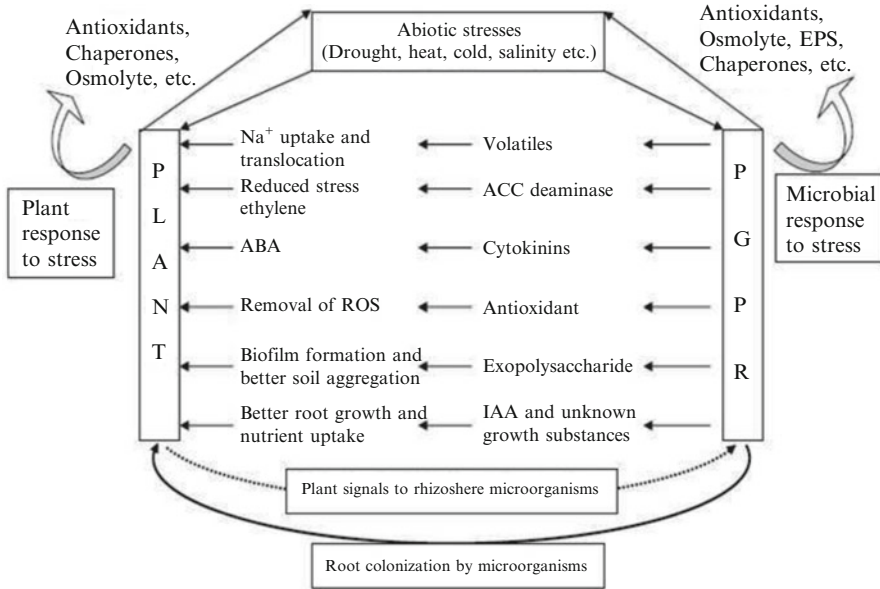 Antioxidants,
Chaperones,
Osmolyte, etc.
Abiotic stresses
(Drought, heat, cold, salinity etc.)
Antioxidants,
Osmolyte, EPS,
Chaperones, etc.
Plant
response
to stress
P
L
A
N
T
Na⁺ uptake and
translocation
Volatiles
Reduced stress
ethylene
ACC deaminase
ABA
Cytokinins
Removal of ROS
Antioxidant
Biofilm formation and
better soil aggregation
Exopolysaccharide
Better root growth and
nutrient uptake
IAA and unknown
growth substances
P
G
P
R
Microbial
response
to stress
Plant signals to rhizoshere microorganisms
Root colonization by microorganisms